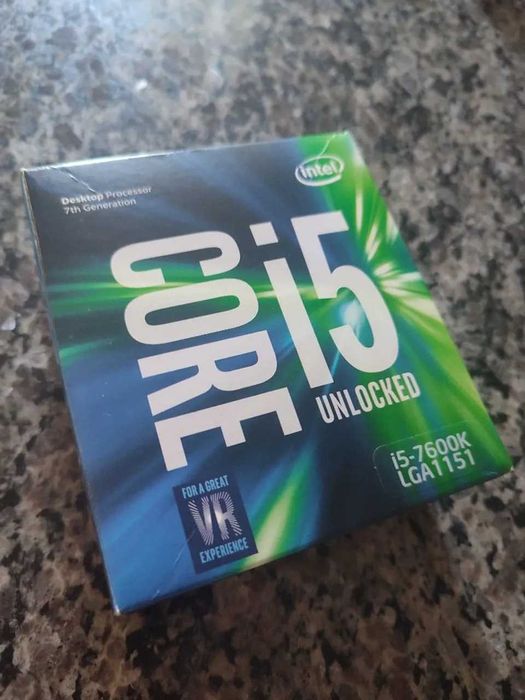 Desktop Processor
7th Generation
intel
CORE
i5
UNLOCKED
i5-7600K
LGA1151
FOR A GREAT
VR
EXPERIENCE